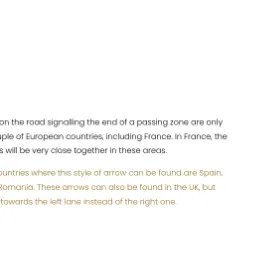 on the road signalling the end of a passing zone are only
ple of European countries, including France. In France, the
s will be very close together in these areas.
ountries where this style of arrow can be found are Spain,
Romania. These arrows can also be found in the UK, but
towards the left lane instead of the right one.